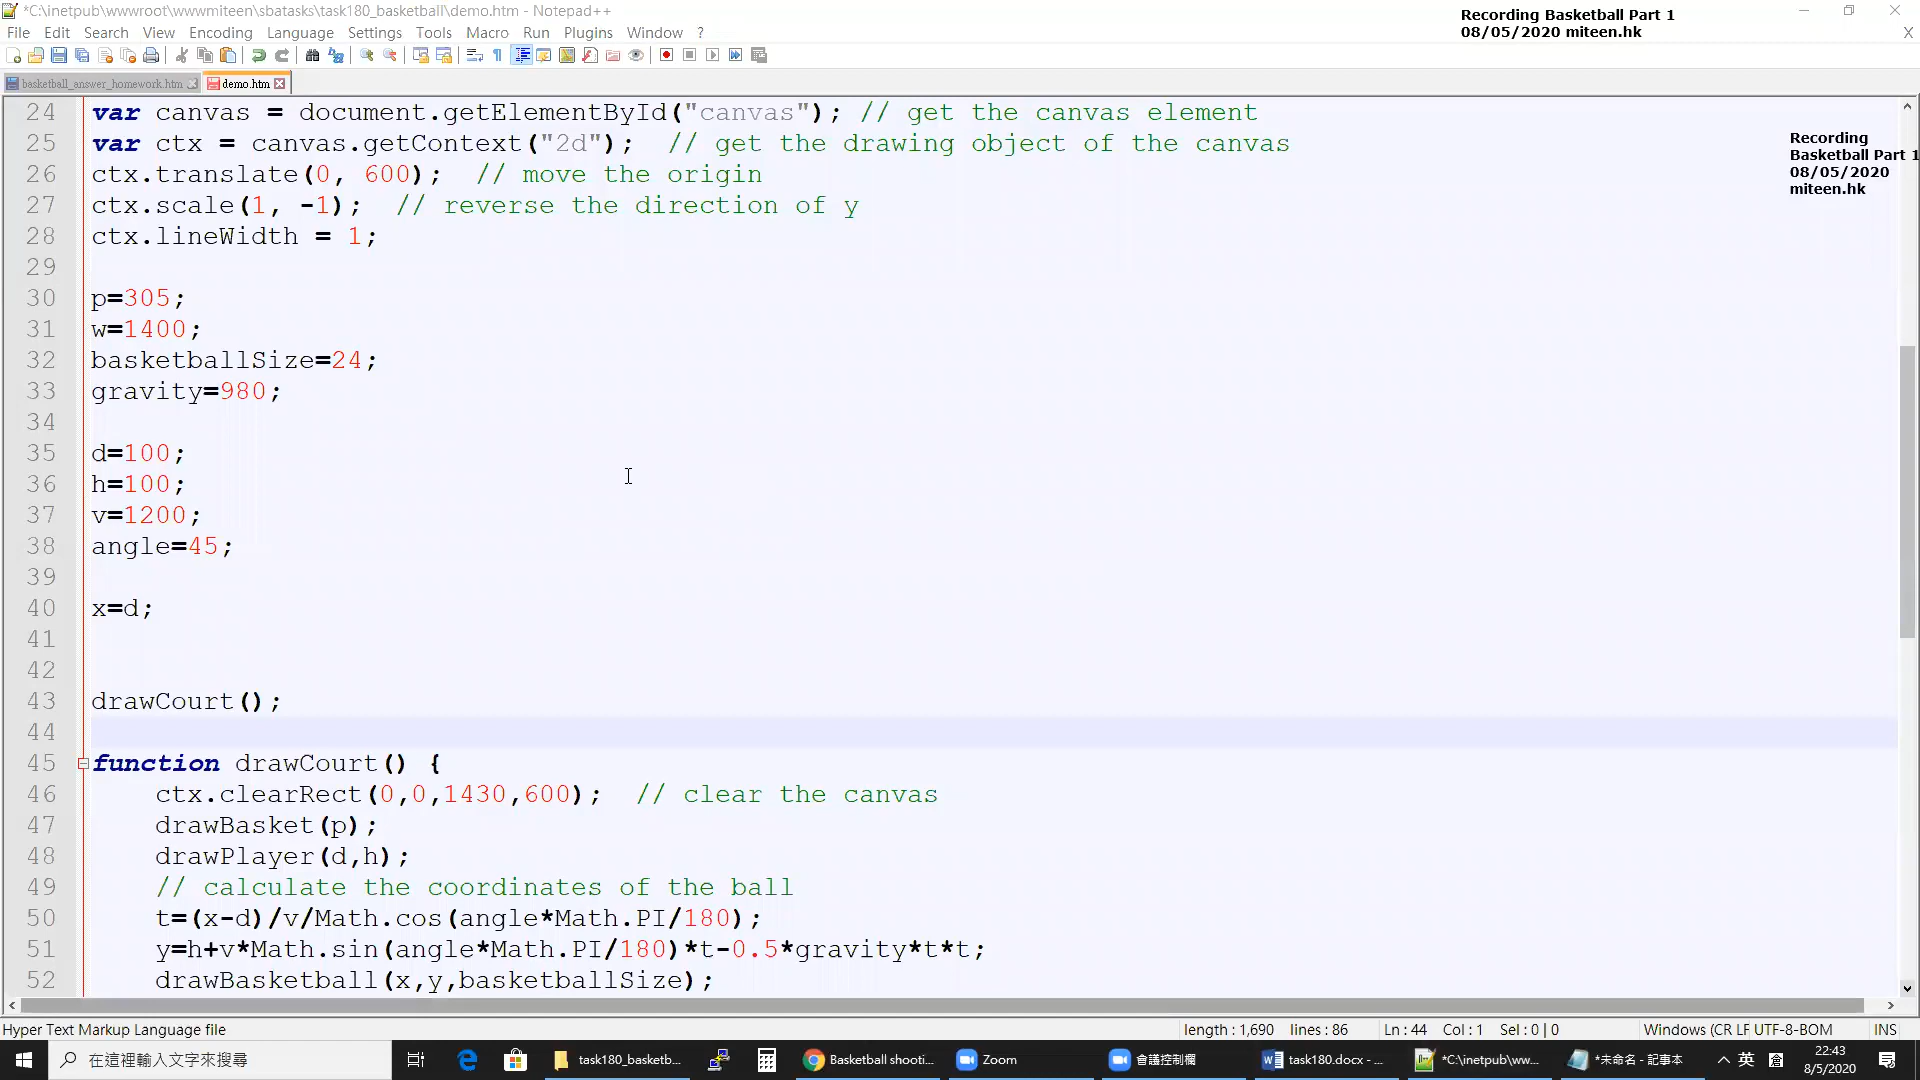 *C:\inetpub\wwwroot\wwwmiteen\sbatasks\task180_basketball\demo.htm - Notepad++
Recording Basketball Part 1
08/05/2020 miteen.hk
File Edit Search View Encoding Language Settings Tools Macro Run Plugins Window ? X
basketball_answer_homework.htm demo.htm
Recording
Basketball Part 1
08/05/2020
miteen.hk
24 var canvas = document.getElementById("canvas"); // get the canvas element
25 var ctx = canvas.getContext("2d"); // get the drawing object of the canvas
26 ctx.translate(0, 600); // move the origin
27 ctx.scale(1, -1); // reverse the direction of y
28 ctx.lineWidth = 1;
29
30 p=305;
31 w=1400;
32 basketballSize=24;
33 gravity=980;
34
35 d=100;
36 h=100;
37 v=1200;
38 angle=45;
39
40 x=d;
41
42
43 drawCourt();
44
45 function drawCourt() {
46 ctx.clearRect(0,0,1430,600); // clear the canvas
47 drawBasket(p);
48 drawPlayer(d,h);
49 // calculate the coordinates of the ball
50 t=(x-d)/v/Math.cos(angle*Math.PI/180);
51 y=h+v*Math.sin(angle*Math.PI/180)*t-0.5*gravity*t*t;
52 drawBasketball(x,y,basketballSize);
Hyper Text Markup Language file length : 1,690 lines : 86 Ln : 44 Col : 1 Sel : 0 | 0 Windows (CR LF UTF-8-BOM INS
在這裡輸入文字來搜尋 task180_basketb... Basketball shooti... Zoom 會議控制欄 task180.docx - ... *C:\inetpub\ww... *未命名 - 記事本 英 倉 22:43
8/5/2020